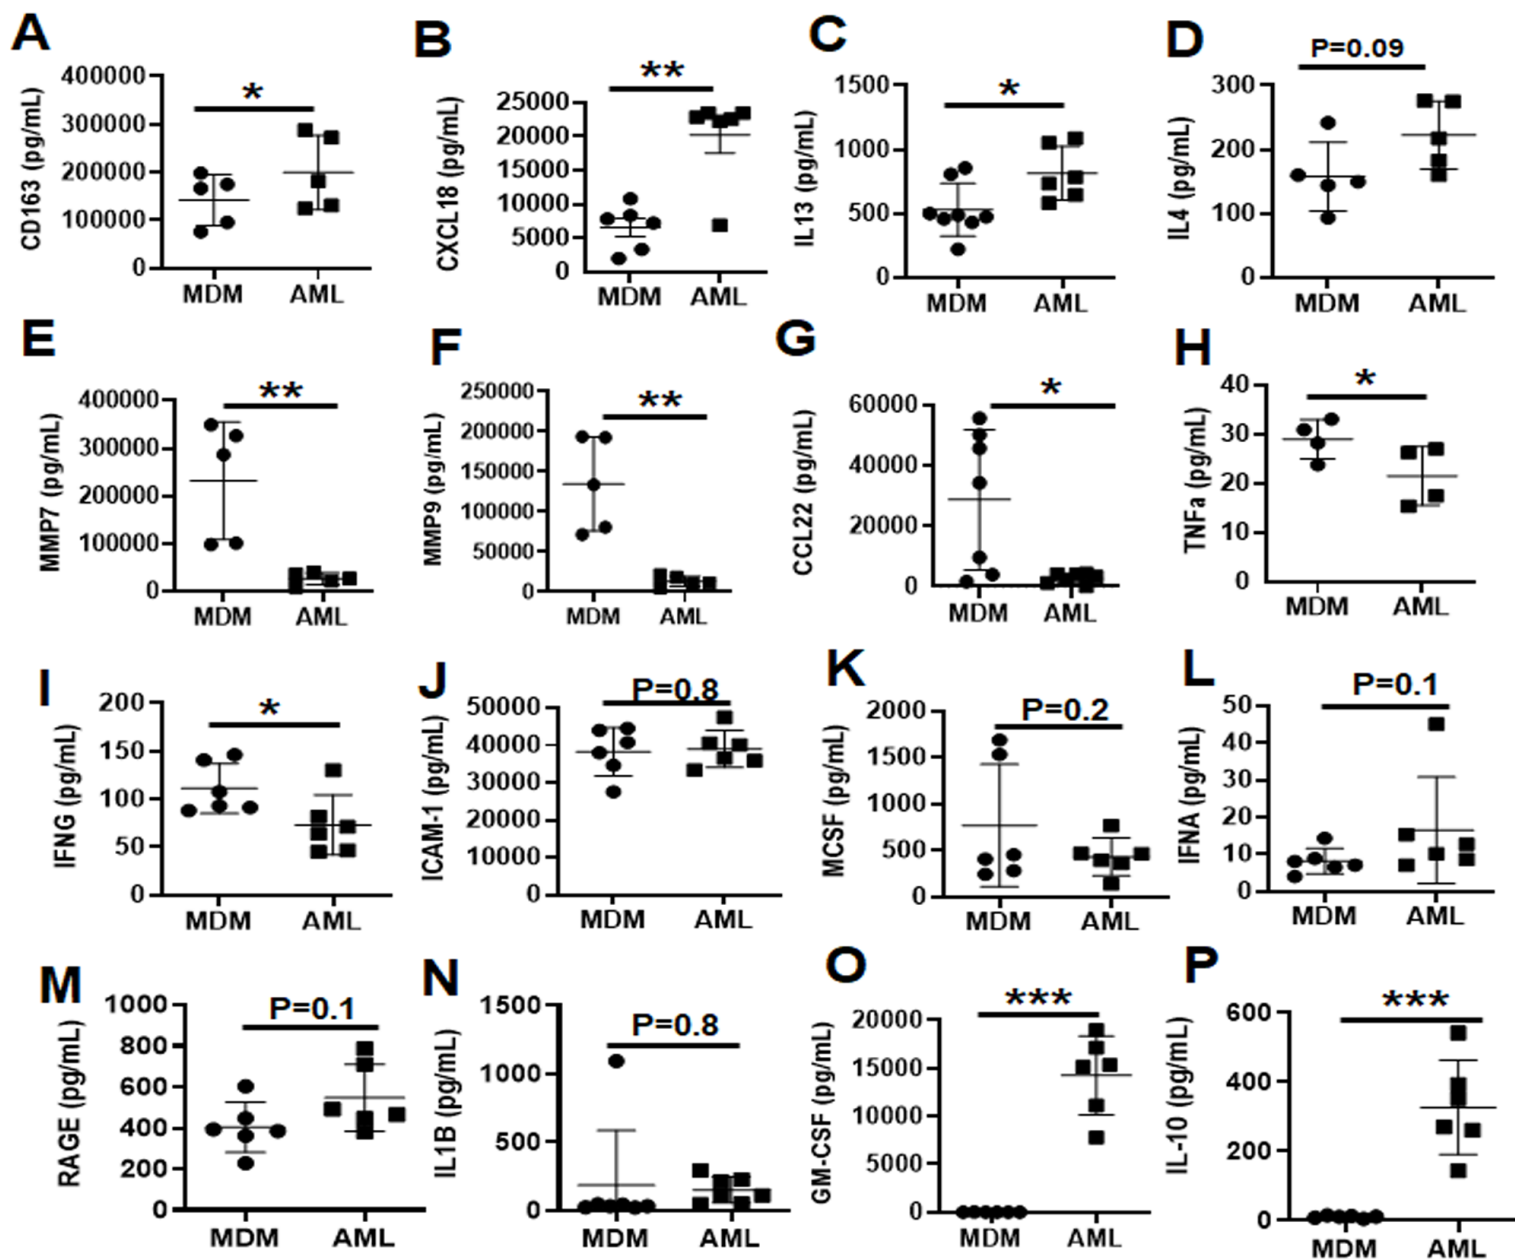 A
CD163 (pg/mL)
400000
300000
200000
100000
0
*
MDM AML
B
CXCL18 (pg/mL)
25000
20000
15000
10000
5000
0
**
MDM AML
C
IL13 (pg/mL)
1500
1000
500
0
*
MDM AML
D
IL4 (pg/mL)
300
200
100
0
P=0.09
MDM AML
E
MMP7 (pg/mL)
400000
300000
200000
100000
0
**
MDM AML
F
MMP9 (pg/mL)
250000
200000
150000
100000
50000
0
**
MDM AML
G
CCL22 (pg/mL)
60000
40000
20000
0
*
MDM AML
H
TNFa (pg/mL)
40
30
20
10
0
*
MDM AML
I
IFNG (pg/mL)
200
150
100
50
0
*
MDM AML
J
ICAM-1 (pg/mL)
50000
40000
30000
20000
10000
0
P=0.8
MDM AML
K
MCSF (pg/mL)
2000
1500
1000
500
0
P=0.2
MDM AML
L
IFNA (pg/mL)
50
40
30
20
10
0
P=0.1
MDM AML
M
RAGE (pg/mL)
1000
800
600
400
200
0
P=0.1
MDM AML
N
IL1B (pg/mL)
1500
1000
500
0
P=0.8
MDM AML
O
GM-CSF (pg/mL)
20000
15000
10000
5000
0
***
MDM AML
P
IL-10 (pg/mL)
600
400
200
0
***
MDM AML